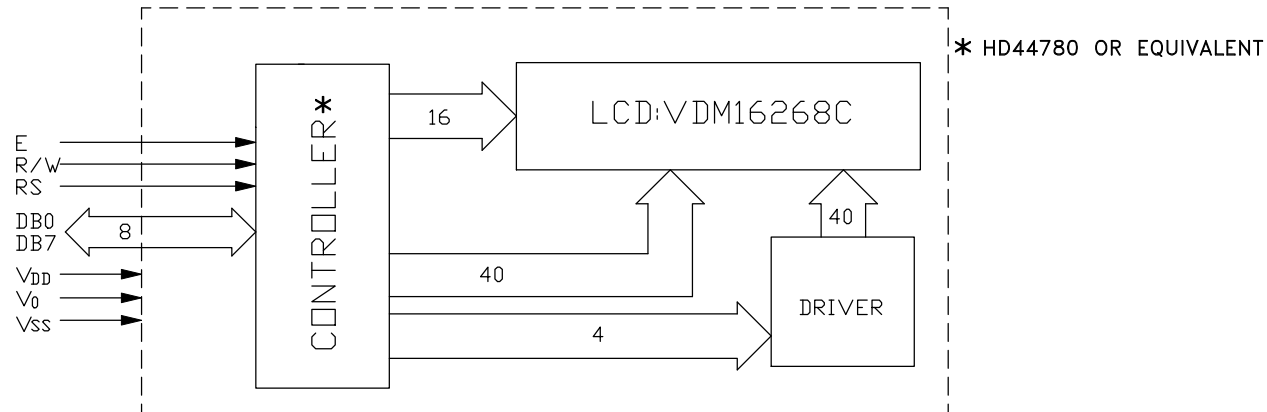 * HD44780 OR EQUIVALENT
LCD:VDM16268C
CONTROLLER*
16
E
R/W
RS
DB0
DB7
8
40
40
DRIVER
4
VDD
V0
VSS